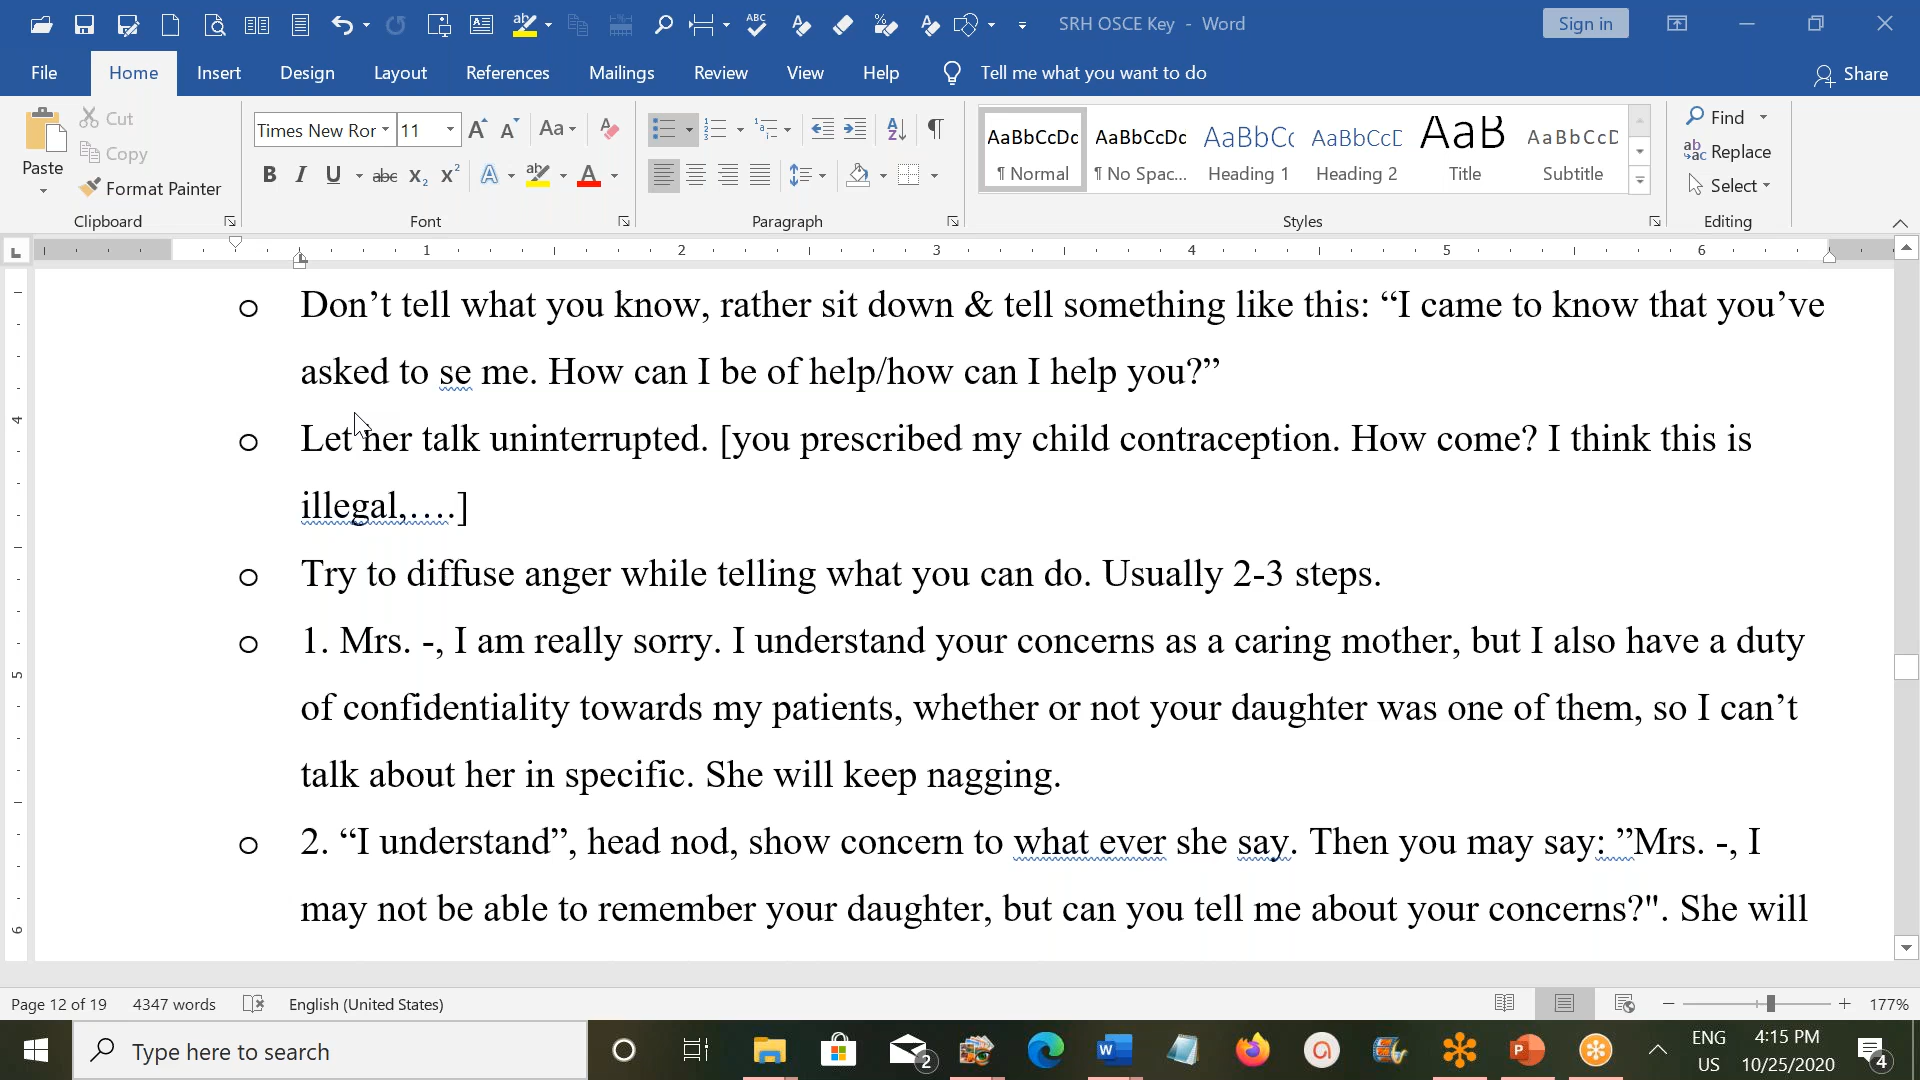 SRH OSCE Key - Word
Sign in
File Home Insert Design Layout References Mailings Review View Help Tell me what you want to do Share
Paste
Cut
Copy
Format Painter
Clipboard
Times New Ror 11
Font
Paragraph
AaBbCcDc AaBbCcDc AaBbCc AaBbCcE AaB AaBbCcD
¶ Normal ¶ No Spac... Heading 1 Heading 2 Title Subtitle
Styles
Find
Replace
Select
Editing
1 2 3 4 5 6
o Don’t tell what you know, rather sit down & tell something like this: “I came to know that you’ve
asked to se me. How can I be of help/how can I help you?”
o Let her talk uninterrupted. [you prescribed my child contraception. How come? I think this is
illegal,….]
o Try to diffuse anger while telling what you can do. Usually 2-3 steps.
o 1. Mrs. -, I am really sorry. I understand your concerns as a caring mother, but I also have a duty
of confidentiality towards my patients, whether or not your daughter was one of them, so I can’t
talk about her in specific. She will keep nagging.
o 2. “I understand”, head nod, show concern to what ever she say. Then you may say: ”Mrs. -, I
may not be able to remember your daughter, but can you tell me about your concerns?". She will
Page 12 of 19 4347 words English (United States) 177%
Type here to search
2
ENG
US
4:15 PM
10/25/2020
4